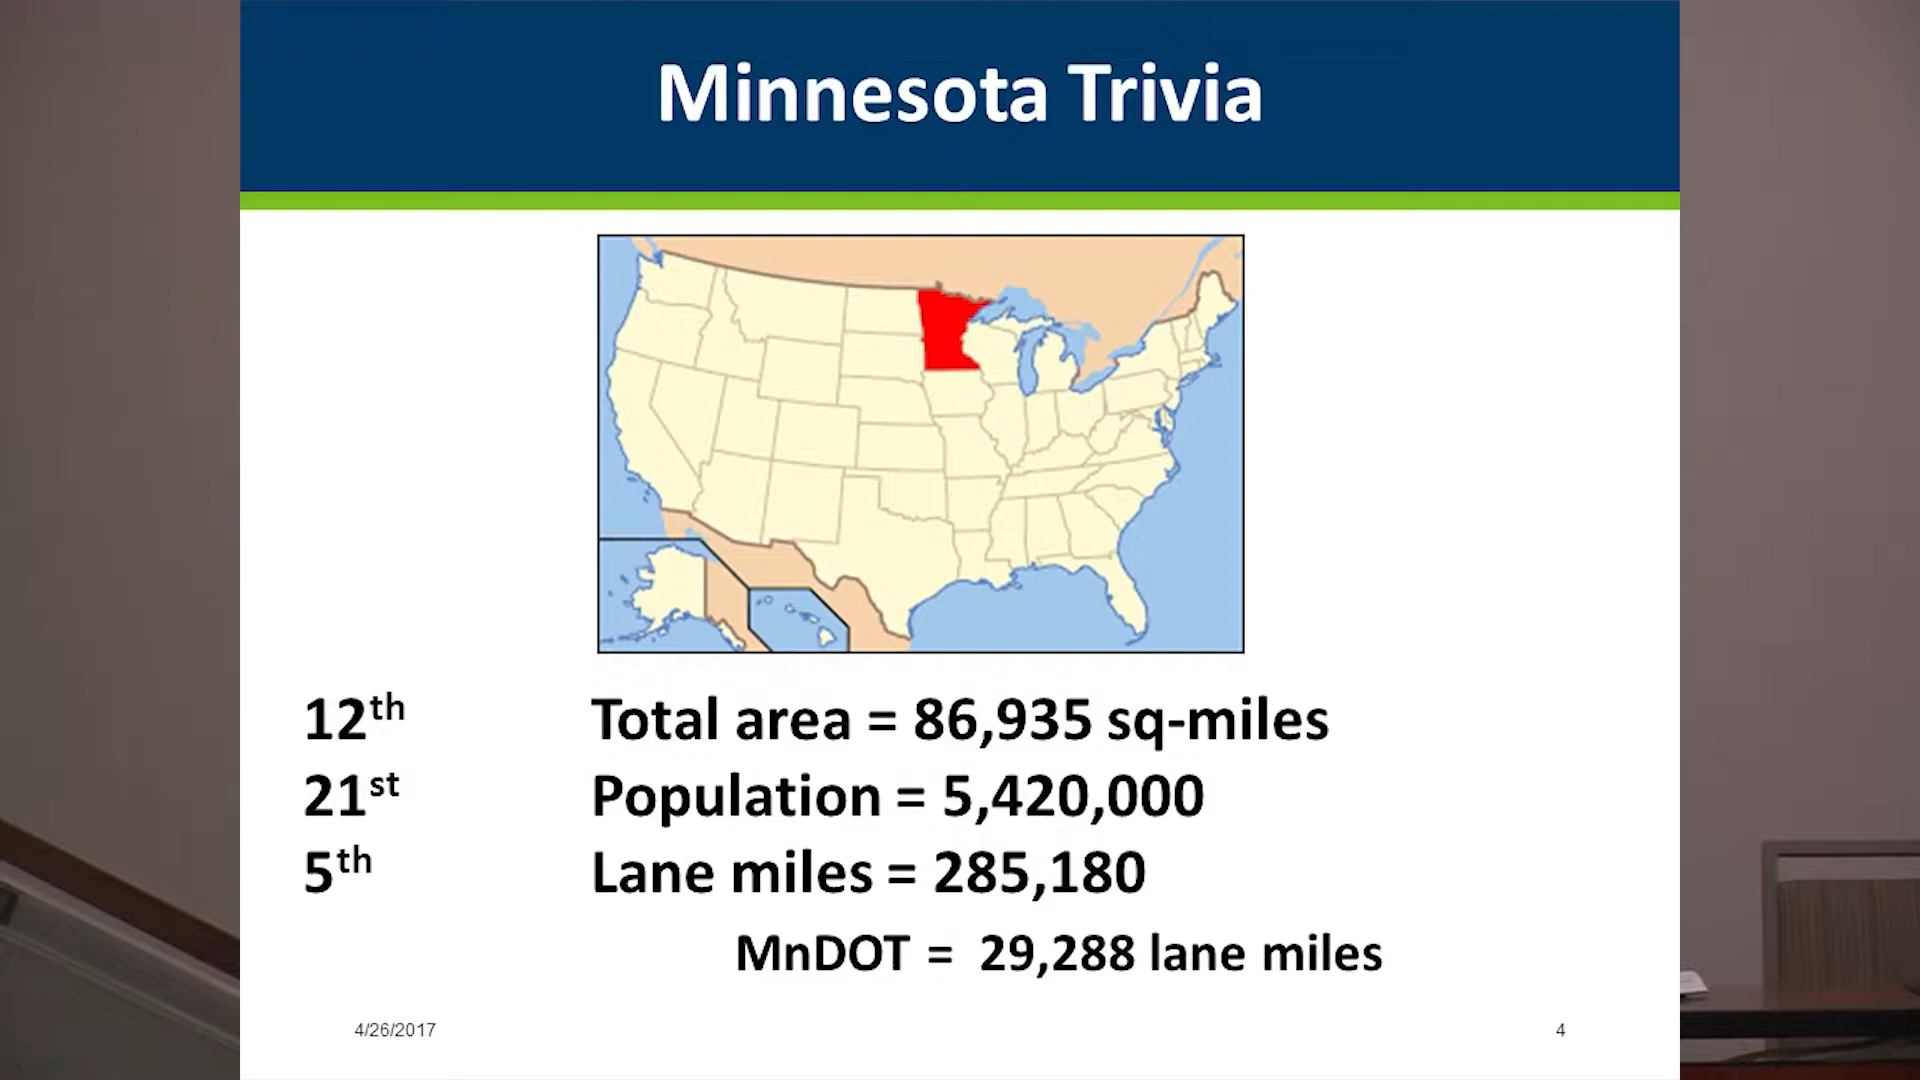 Minnesota Trivia
12th Total area = 86,935 sq-miles
21st Population = 5,420,000
5th Lane miles = 285,180
MnDOT = 29,288 lane miles
4/26/2017 4